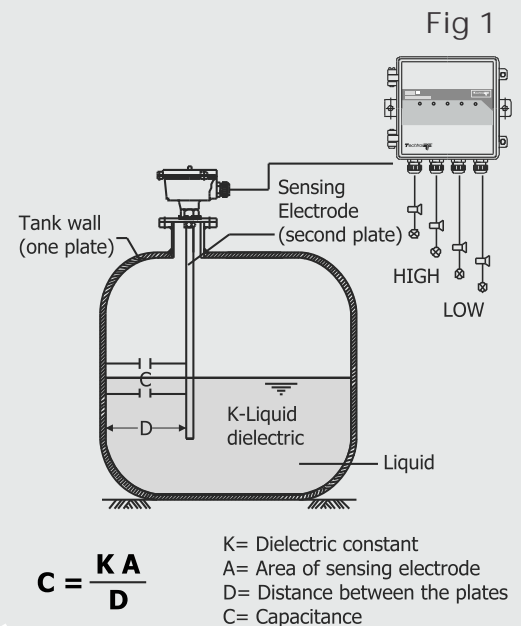 Fig 1
Sensing
Electrode
(second plate)
Tank wall
(one plate)
HIGH
LOW
C
K-Liquid
dielectric
D
Liquid
C = K A / D
K= Dielectric constant
A= Area of sensing electrode
D= Distance between the plates
C= Capacitance